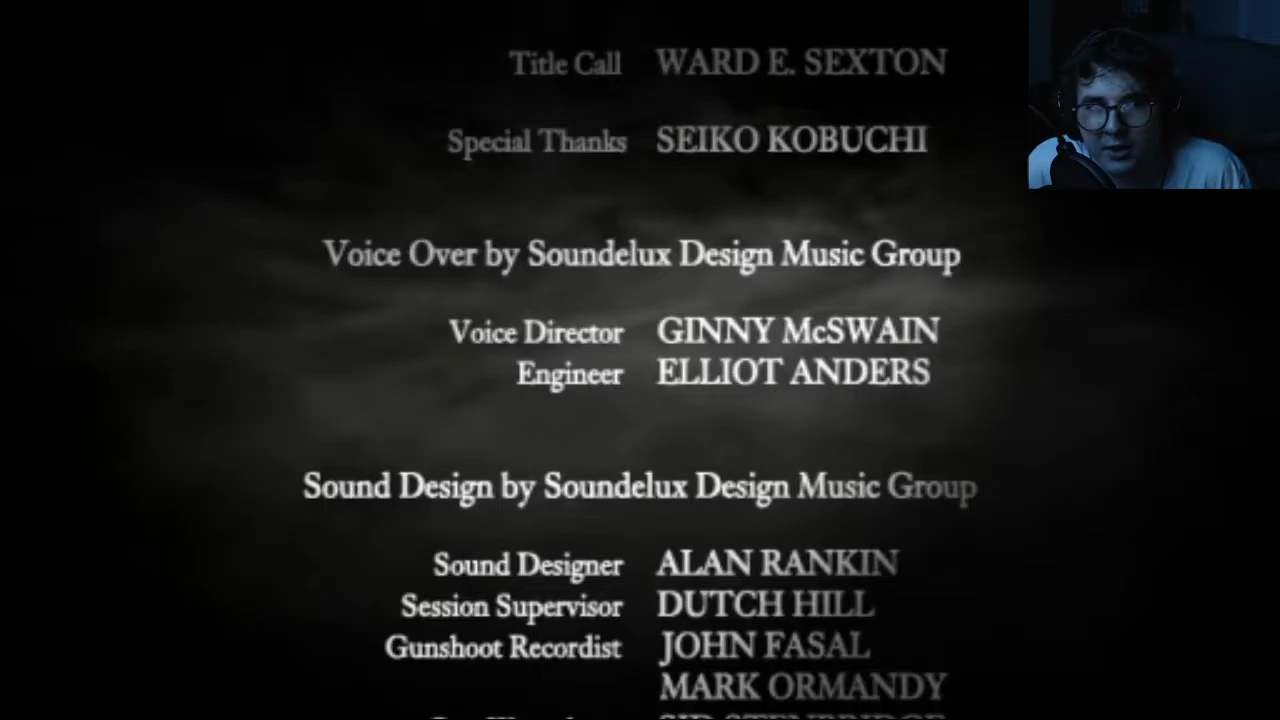 Title Call WARD E. SEXTON
Special Thanks SEIKO KOBUCHI
Voice Over by Soundelux Design Music Group
Voice Director GINNY McSWAIN
Engineer ELLIOT ANDERS
Sound Design by Soundelux Design Music Group
Sound Designer ALAN RANKIN
Session Supervisor DUTCH HILL
Gunshoot Recordist JOHN FASAL
MARK ORMANDY